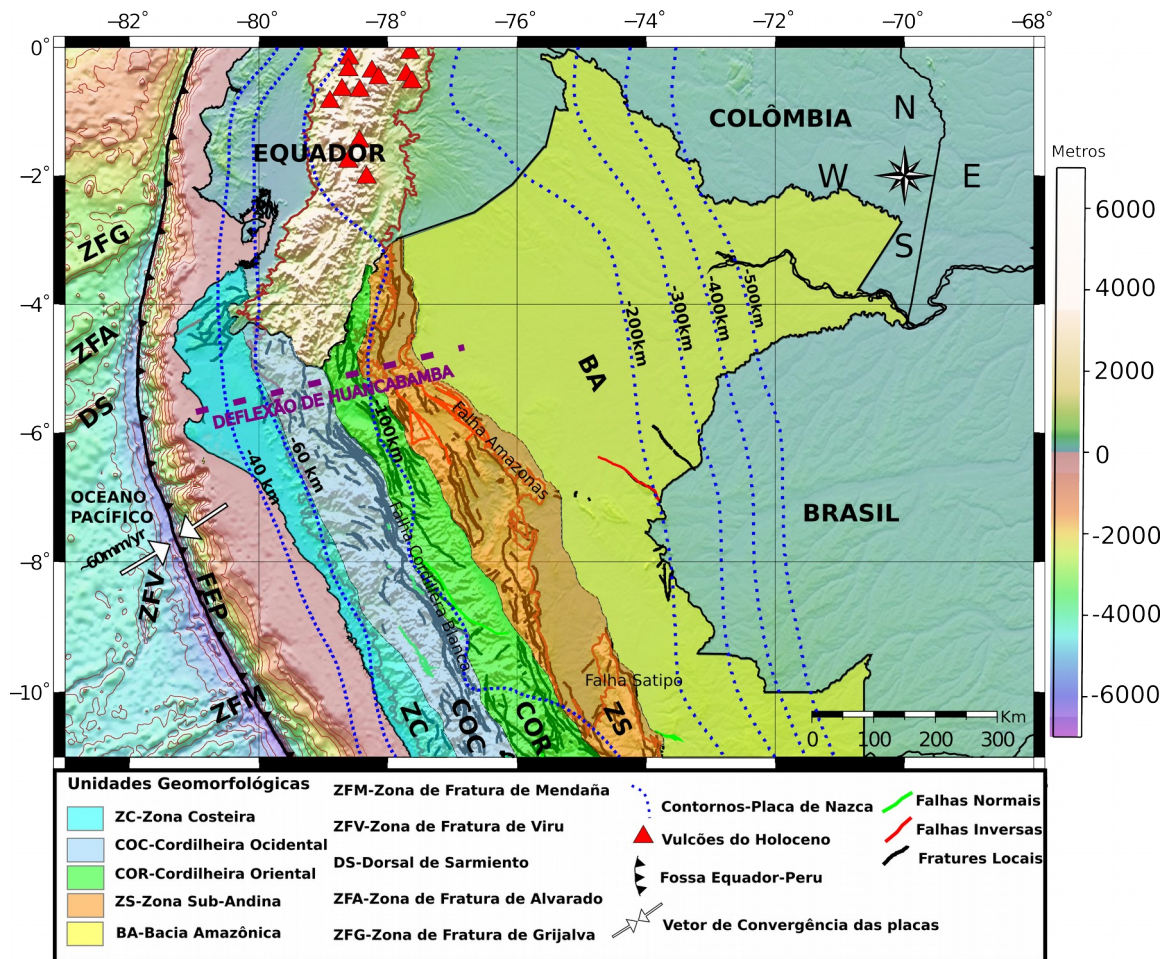 −82° −80° −78° −76° −74° −72° −70° −68°
0°
−2°
−4°
−6°
−8°
−10°
COLÔMBIA
N
W E
S
EQUADOR
ZFG
ZFA
DS
-200km
-300km
-400km
-500km
BA
DEFLEXÃO DE HUANCABAMBA
Falha Amazonas
-100km
-60 km
-40 km
OCEANO
PACÍFICO
~60mm/yr
ZFV
FEP
ZFM
Falha Cordillera Blanca
BRASIL
Falha Satipo
ZC
COC
COR
ZS
Km
0 100 200 300
Metros
6000
4000
2000
0
-2000
-4000
-6000
Unidades Geomorfológicas
ZC-Zona Costeira
COC-Cordilheira Ocidental
COR-Cordilheira Oriental
ZS-Zona Sub-Andina
BA-Bacia Amazônica
ZFM-Zona de Fratura de Mendaña
ZFV-Zona de Fratura de Viru
DS-Dorsal de Sarmiento
ZFA-Zona de Fratura de Alvarado
ZFG-Zona de Fratura de Grijalva
Contornos-Placa de Nazca
Vulcões do Holoceno
Fossa Equador-Peru
Vetor de Convergência das placas
Falhas Normais
Falhas Inversas
Fratures Locais